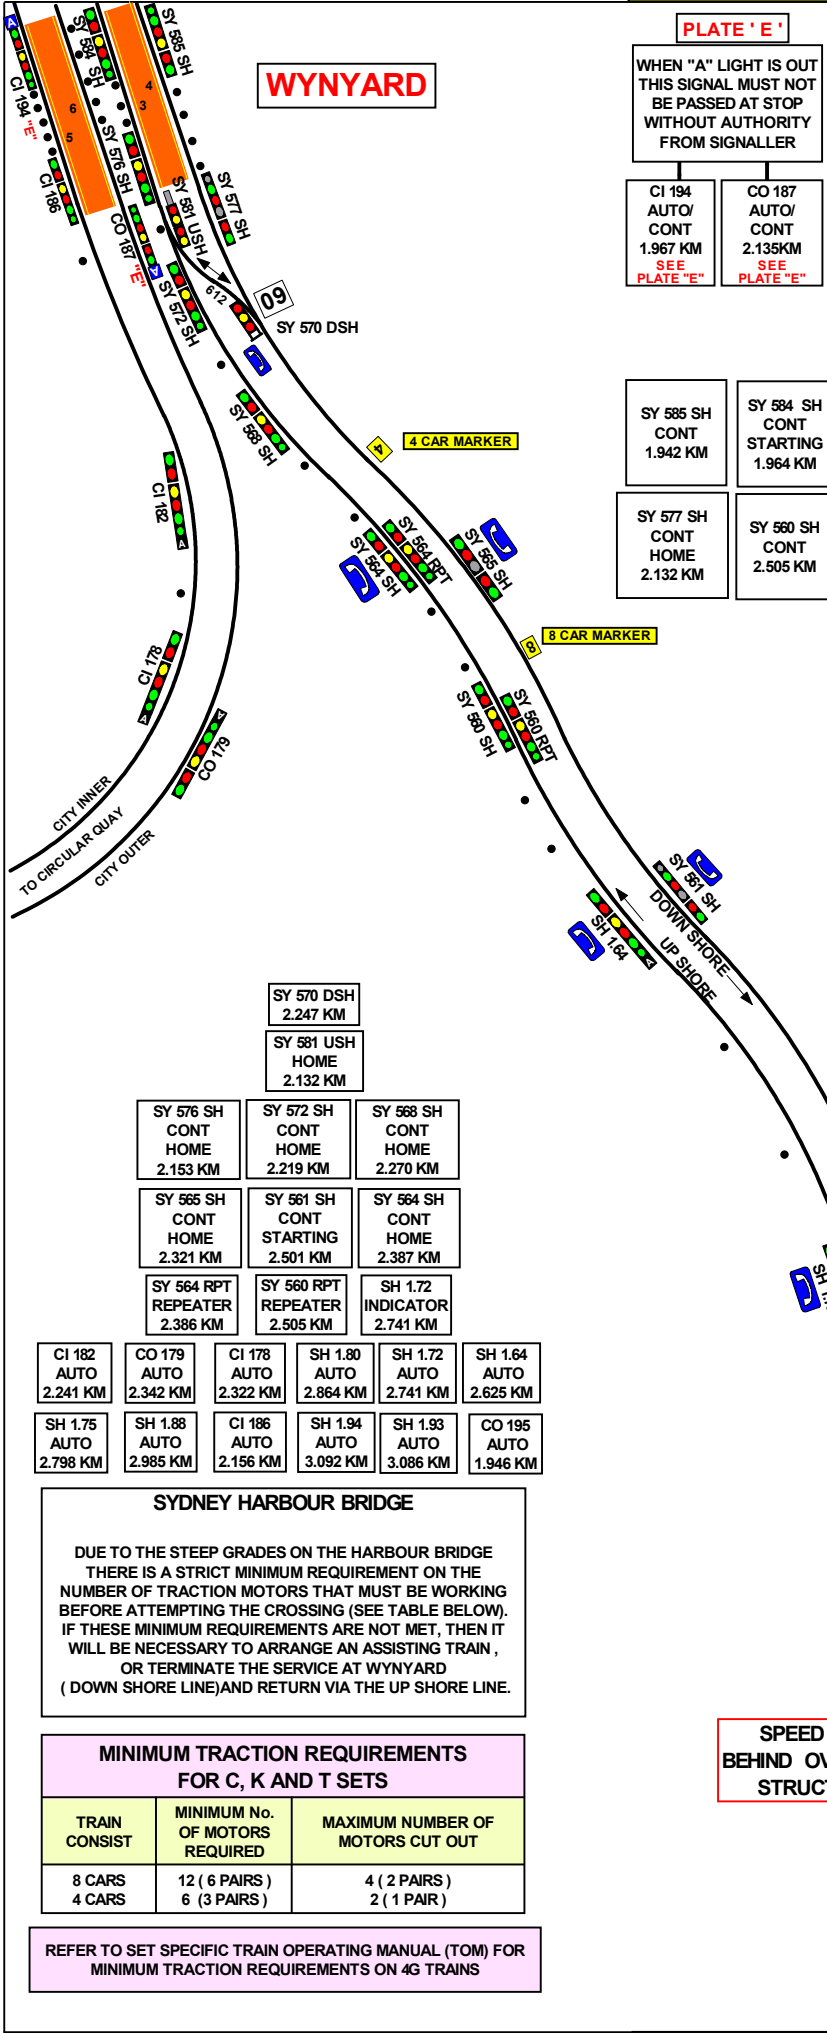 WYNYARD
PLATE ' E '
WHEN "A" LIGHT IS OUT
THIS SIGNAL MUST NOT
BE PASSED AT STOP
WITHOUT AUTHORITY
FROM SIGNALLER
CI 194
AUTO/
CONT
1.967 KM
SEE
PLATE "E"
CO 187
AUTO/
CONT
2.135KM
SEE
PLATE "E"
A
CI 194
"E"
SY 584 SH
SY 585 SH
4
3
6
5
CI 186
SY 576 SH
CO 187
"E"
A
SY 581 USH
SY 577 SH
SY 572 SH
612
09
SY 570 DSH
SY 568 SH
4
4 CAR MARKER
CI 182
A
SY 564 SH
SY 564 RPT
SY 565 SH
8
8 CAR MARKER
CI 178
A
CO 179
A
SY 560 SH
SY 560 RPT
CITY INNER
TO CIRCULAR QUAY
CITY OUTER
SY 561 SH
SH 1.64
A
DOWN SHORE
UP SHORE
SY 585 SH
CONT
1.942 KM
SY 584 SH
CONT
STARTING
1.964 KM
SY 577 SH
CONT
HOME
2.132 KM
SY 560 SH
CONT
2.505 KM
SY 570 DSH
2.247 KM
SY 581 USH
HOME
2.132 KM
SY 576 SH
CONT
HOME
2.153 KM
SY 572 SH
CONT
HOME
2.219 KM
SY 568 SH
CONT
HOME
2.270 KM
SY 565 SH
CONT
HOME
2.321 KM
SY 561 SH
CONT
STARTING
2.501 KM
SY 564 SH
CONT
HOME
2.387 KM
SY 564 RPT
REPEATER
2.386 KM
SY 560 RPT
REPEATER
2.505 KM
SH 1.72
INDICATOR
2.741 KM
CI 182
AUTO
2.241 KM
CO 179
AUTO
2.342 KM
CI 178
AUTO
2.322 KM
SH 1.80
AUTO
2.864 KM
SH 1.72
AUTO
2.741 KM
SH 1.64
AUTO
2.625 KM
SH 1.75
AUTO
2.798 KM
SH 1.88
AUTO
2.985 KM
CI 186
AUTO
2.156 KM
SH 1.94
AUTO
3.092 KM
SH 1.93
AUTO
3.086 KM
CO 195
AUTO
1.946 KM
SYDNEY HARBOUR BRIDGE
DUE TO THE STEEP GRADES ON THE HARBOUR BRIDGE
THERE IS A STRICT MINIMUM REQUIREMENT ON THE
NUMBER OF TRACTION MOTORS THAT MUST BE WORKING
BEFORE ATTEMPTING THE CROSSING (SEE TABLE BELOW).
IF THESE MINIMUM REQUIREMENTS ARE NOT MET, THEN IT
WILL BE NECESSARY TO ARRANGE AN ASSISTING TRAIN ,
OR TERMINATE THE SERVICE AT WYNYARD
( DOWN SHORE LINE)AND RETURN VIA THE UP SHORE LINE.
SPEED
BEHIND OV
STRUCT
MINIMUM TRACTION REQUIREMENTS
FOR C, K AND T SETS
TRAIN
CONSIST
MINIMUM No.
OF MOTORS
REQUIRED
MAXIMUM NUMBER OF
MOTORS CUT OUT
8 CARS 12 ( 6 PAIRS ) 4 ( 2 PAIRS )
4 CARS 6 (3 PAIRS ) 2 ( 1 PAIR )
REFER TO SET SPECIFIC TRAIN OPERATING MANUAL (TOM) FOR
MINIMUM TRACTION REQUIREMENTS ON 4G TRAINS